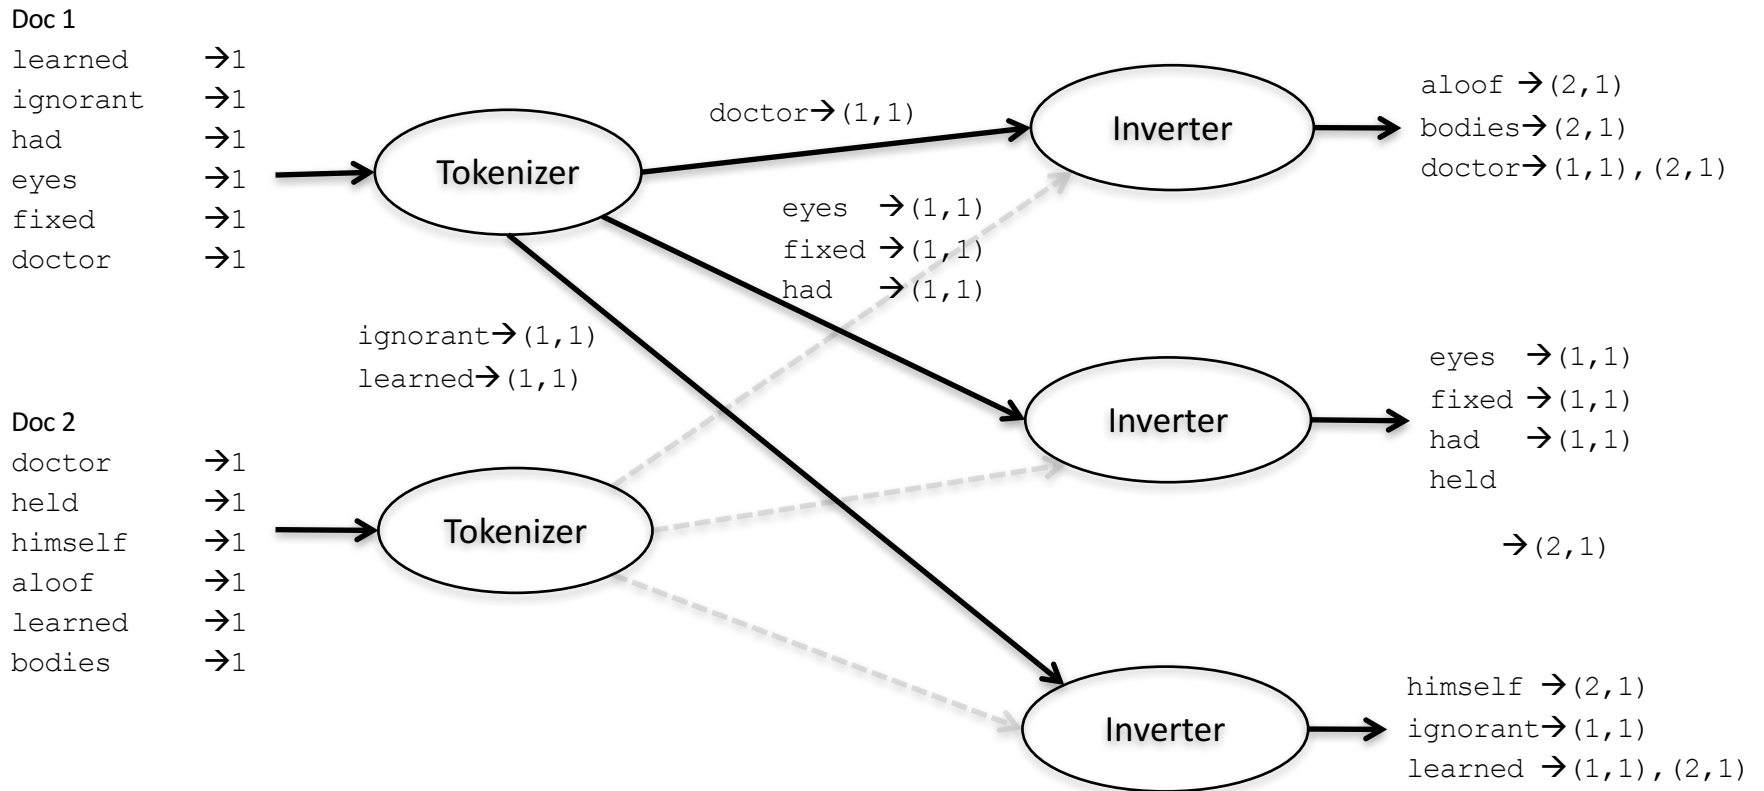 Doc 1
learned →1
ignorant →1
had →1
eyes →1
fixed →1
doctor →1
Tokenizer
doctor→(1,1)
eyes →(1,1)
fixed →(1,1)
had →(1,1)
ignorant→(1,1)
learned→(1,1)
Inverter
aloof →(2,1)
bodies→(2,1)
doctor→(1,1),(2,1)
Doc 2
doctor →1
held →1
himself →1
aloof →1
learned →1
bodies →1
Tokenizer
Inverter
eyes →(1,1)
fixed →(1,1)
had →(1,1)
held
→(2,1)
Inverter
himself →(2,1)
ignorant→(1,1)
learned →(1,1),(2,1)